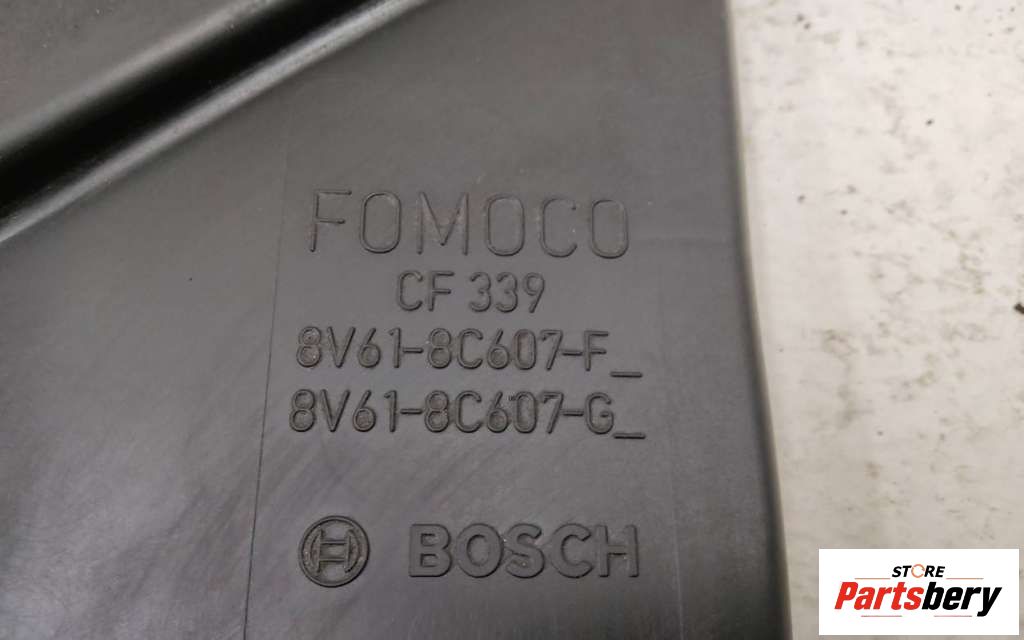 FOMOCO
CF 339
8V61-8C607-F_
8V61-8C607-G_
BOSCH
STORE
Partsbery